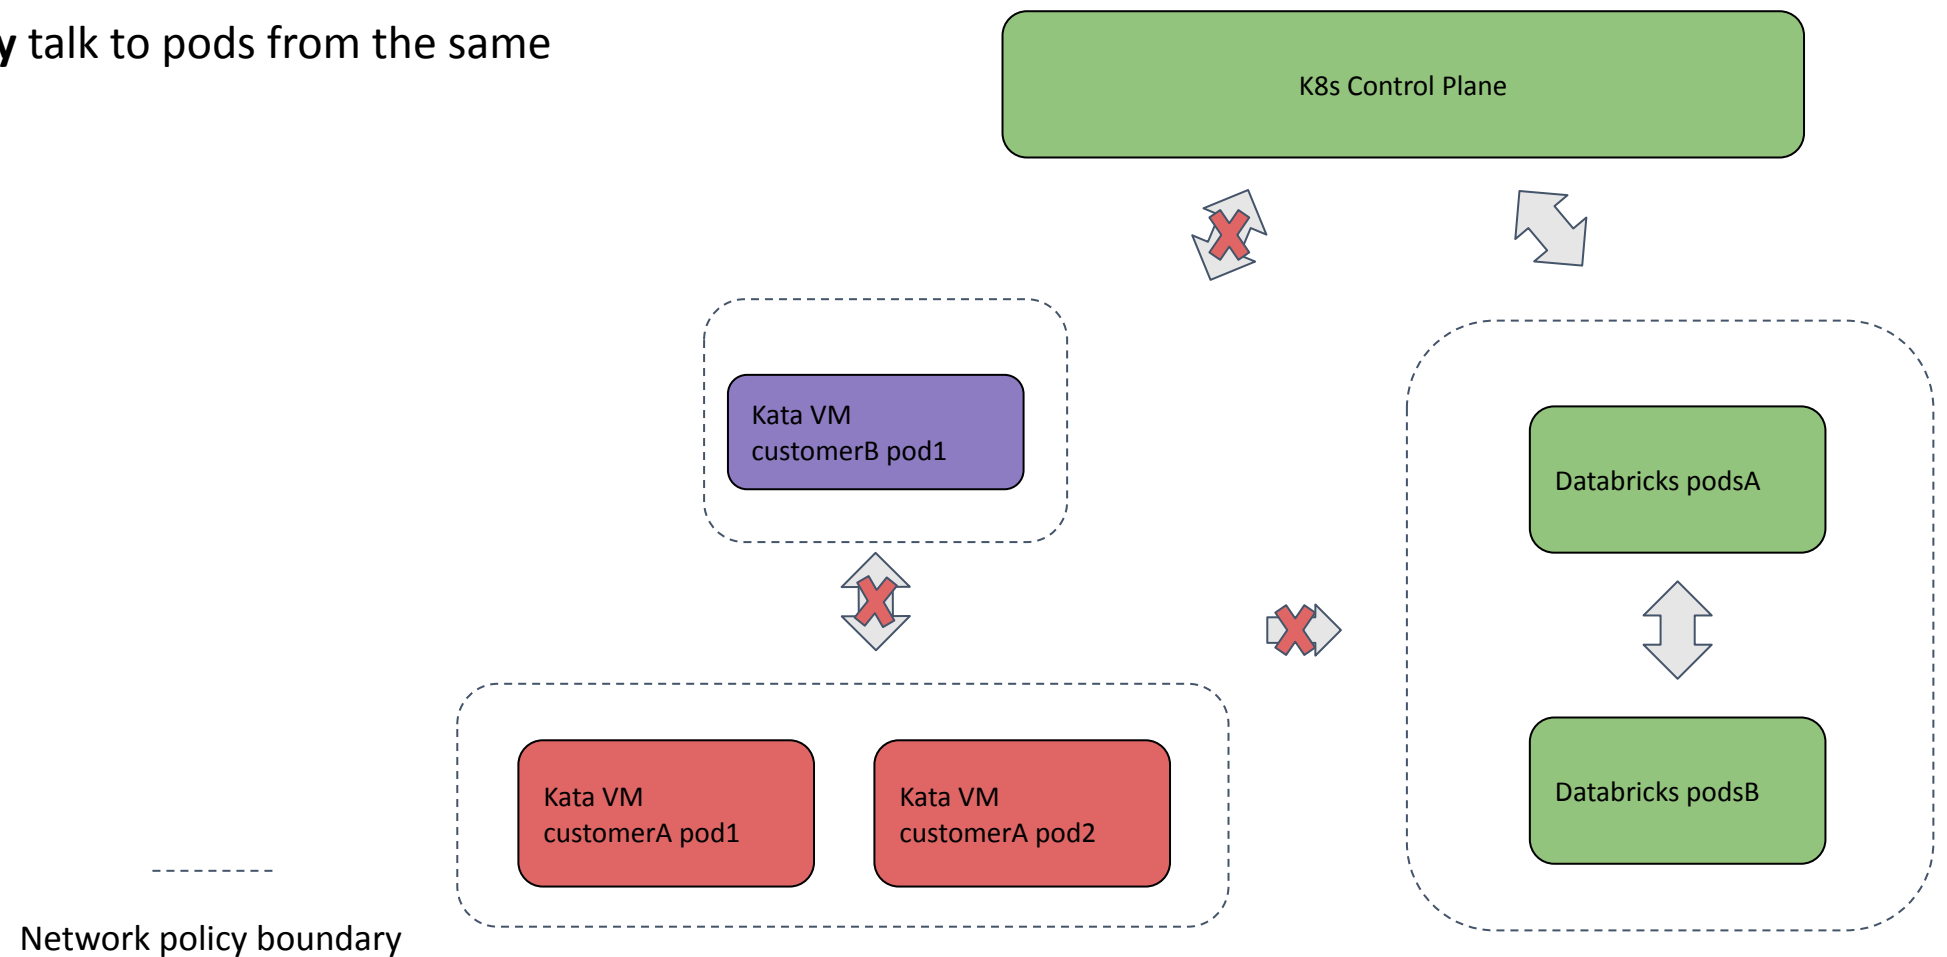 y talk to pods from the same
K8s Control Plane
Kata VM
customerB pod1
Databricks podsA
Kata VM
customerA pod1
Kata VM
customerA pod2
Databricks podsB
Network policy boundary